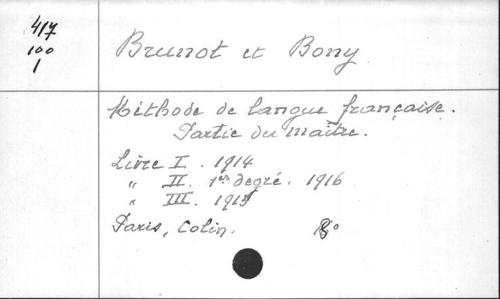 417
100
1
Brunot et Bony
Méthode de langue française.
Partie du maître.
Livre I. 1914
" II. 1er degré. 1916
" III. 1915
Paris, Colin. 8°